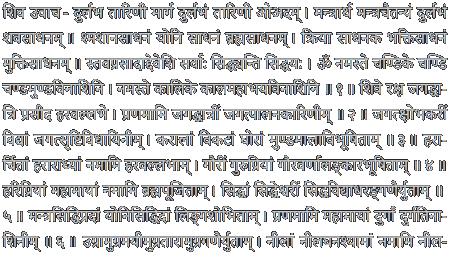 शिव उवाच - दुर्लभं तारिणी मार्गं दुर्लभं तारिणी ओंपदम् । मन्त्रार्थं मन्त्रचैतन्यं दुर्लभं
शवसाधनम् ॥ श्मशानसाधनं योनि साधनं ब्रह्मसाधनम् । क्रिया साधनकं भक्तिसाधनं
मुक्तिसाधनम् ॥ स्तवप्रसादाद्देवेशि सर्वाः सिद्ध्यन्ति सिद्धयः । ॐ नमस्ते चण्डिके चण्डि
चण्डमुण्डविनाशिनि । नमस्ते कालिके कालमहाभयविनाशिनि ॥ १ ॥ शिवे रक्ष जगद्धा-
त्रि प्रसीद हरवल्लभे । प्रणमामि जगद्धात्रीं जगत्पालनकारिणीम् ॥ २ ॥ जगत्क्षोभकरीं
विद्यां जगत्सृष्टिविधायिनीम् । करालां विकटां घोरां मुण्डमालाविभूषिताम् ॥ ३ ॥ हरा-
र्चितां हराराध्यां नमामि हरवल्लभाम् । गौरीं गुरुप्रियां गौरवर्णालङ्कारभूषिताम् ॥ ४ ॥
हरिप्रियां महामायां नमामि ब्रह्मपूजिताम् । सिद्धां सिद्धेश्वरीं सिद्धविद्याधरङ्गणैर्युताम् ॥
५ ॥ मन्त्रसिद्धिप्रदां योनिसिद्धिदां लिङ्गशोभिताम् । प्रणमामि महामायां दुर्गां दुर्गतिना-
शिनीम् ॥ ६ ॥ उग्रामुग्रमयीमुग्रतारामुग्रगणैर्युताम् । नीलां नीलघनश्यामां नमामि नील-